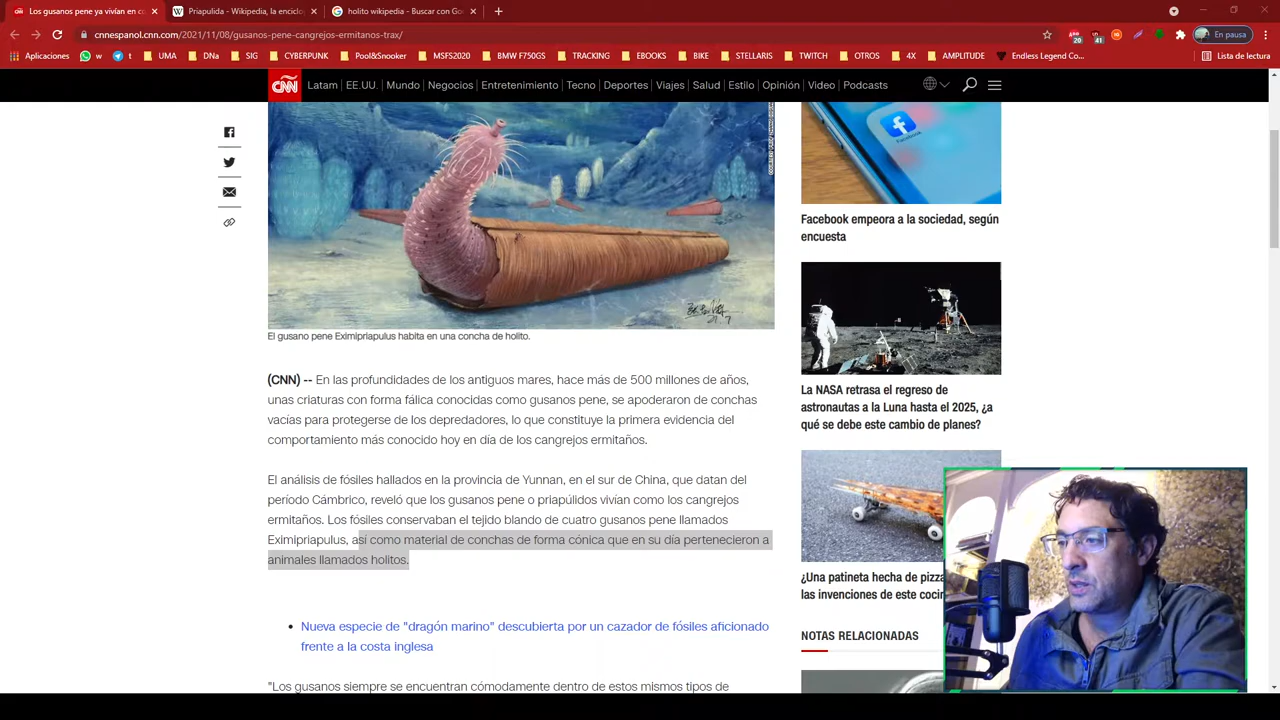 Los gusanos pene ya vivían en co
Priapulida - Wikipedia, la enciclop
holito wikipedia - Buscar con Goo
cnnespanol.cnn.com/2021/11/08/gusanos-pene-cangrejos-ermitanos-trax/
20
41
En pausa
Aplicaciones
w
t
UMA
DNa
SIG
CYBERPUNK
Pool&Snooker
MSFS2020
BMW F750GS
TRACKING
EBOOKS
BIKE
STELLARIS
TWITCH
OTROS
4X
AMPLITUDE
Endless Legend Co...
Lista de lectura
CNN
Latam
EE.UU.
Mundo
Negocios
Entretenimiento
Tecno
Deportes
Viajes
Salud
Estilo
Opinión
Video
Podcasts
El gusano pene Eximipriapulus habita en una concha de holito.
(CNN) -- En las profundidades de los antiguos mares, hace más de 500 millones de años,
unas criaturas con forma fálica conocidas como gusanos pene, se apoderaron de conchas
vacías para protegerse de los depredadores, lo que constituye la primera evidencia del
comportamiento más conocido hoy en día de los cangrejos ermitaños.
El análisis de fósiles hallados en la provincia de Yunnan, en el sur de China, que datan del
período Cámbrico, reveló que los gusanos pene o priapúlidos vivían como los cangrejos
ermitaños. Los fósiles conservaban el tejido blando de cuatro gusanos pene llamados
Eximipriapulus, así como material de conchas de forma cónica que en su día pertenecieron a
animales llamados holitos.
Nueva especie de "dragón marino" descubierta por un cazador de fósiles aficionado
frente a la costa inglesa
"Los gusanos siempre se encuentran cómodamente dentro de estos mismos tipos de
Facebook
Facebook empeora a la sociedad, según
encuesta
La NASA retrasa el regreso de
astronautas a la Luna hasta el 2025, ¿a
qué se debe este cambio de planes?
¿Una patineta hecha de pizza
las invenciones de este cocin
NOTAS RELACIONADAS